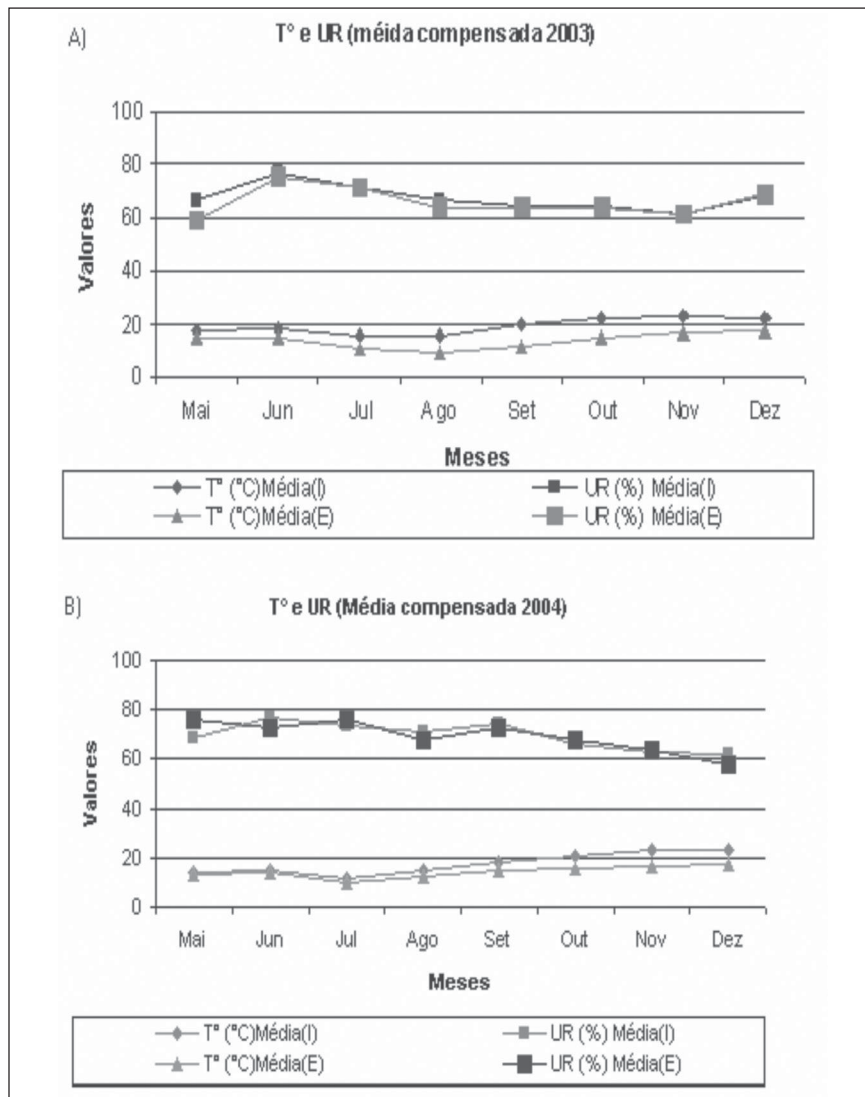 A)
T° e UR (méida compensada 2003)
100
80
60
40
20
0
Valores
Mai Jun Jul Ago Set Out Nov Dez
Meses
T° (°C)Média(I) UR (%) Média(I)
T° (°C)Média(E) UR (%) Média(E)
B)
T° e UR (Média compensada 2004)
100
80
60
40
20
0
Valores
Mai Jun Jul Ago Set Out Nov Dez
Meses
T° (°C)Média(I) UR (%) Média(I)
T° (°C)Média(E) UR (%) Média(E)